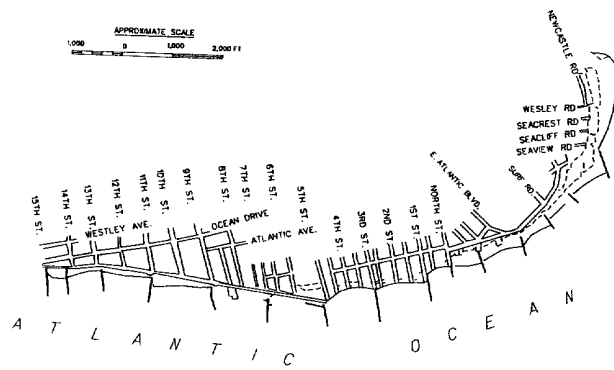 APPROXIMATE SCALE
1,000 0 1,000 2,000 FT
NEWCASTLE RD
WESLEY RD
SEACREST RD
SEACLIFF RD
SEAVIEW RD
SURF RD
E. ATLANTIC BLVD.
15TH ST.
14TH ST.
13TH ST.
12TH ST.
11TH ST.
10TH ST.
9TH ST.
8TH ST.
7TH ST.
6TH ST.
5TH ST.
4TH ST.
3RD ST.
2ND ST.
1ST ST.
NORTH ST.
WESTLEY AVE.
OCEAN DRIVE
ATLANTIC AVE.
ATLANTIC OCEAN